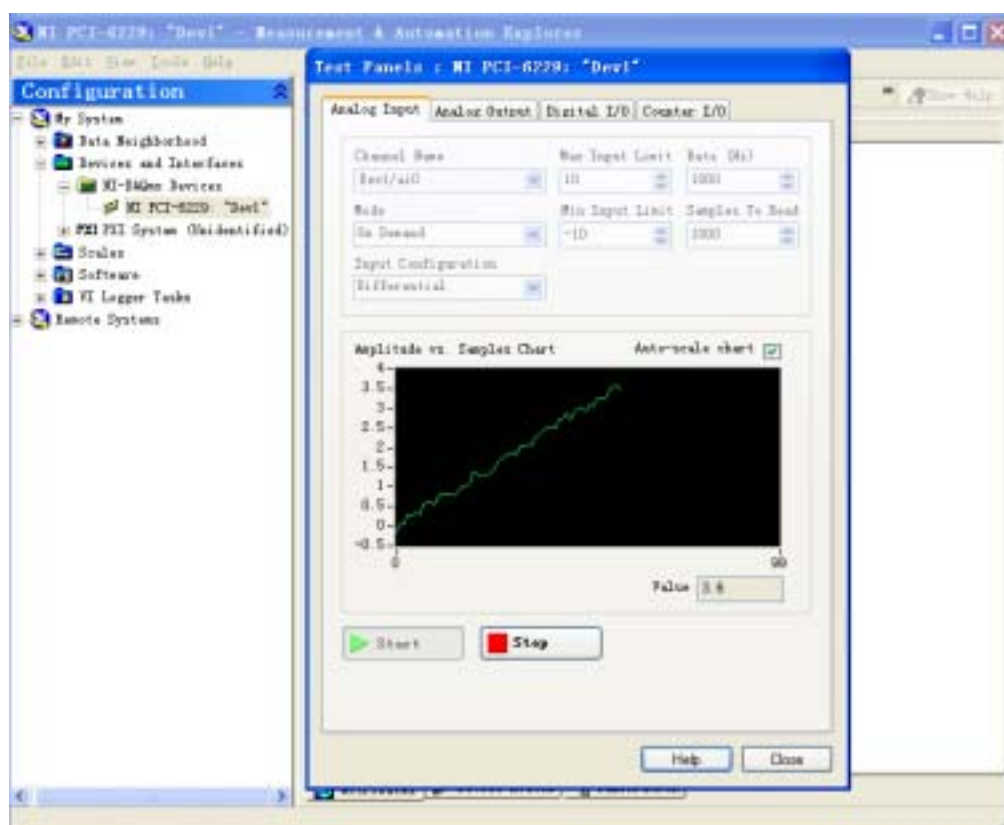 NI PCI-6229: "Dev1" - Measurement & Automation Explorer
File Edit View Tools Help
Configuration
My System
Data Neighborhood
Devices and Interfaces
NI-DAQmx Devices
NI PCI-6229: "Dev1"
PXI PXI System (Unidentified)
Scales
Software
VI Logger Tasks
Remote Systems
Show Help
Test Panels : NI PCI-6229: "Dev1"
Analog Input Analog Output Digital I/O Counter I/O
Channel Name Max Input Limit Rate (Hz)
Dev1/ai0 10 1000
Mode Min Input Limit Samples To Read
On Demand -10 1000
Input Configuration
Differential
Amplitude vs. Samples Chart Auto-scale chart
4
3.5
3
2.5
2
1.5
1
0.5
0
-0.5
0 99
Value 3.6
Start Stop
Help Close